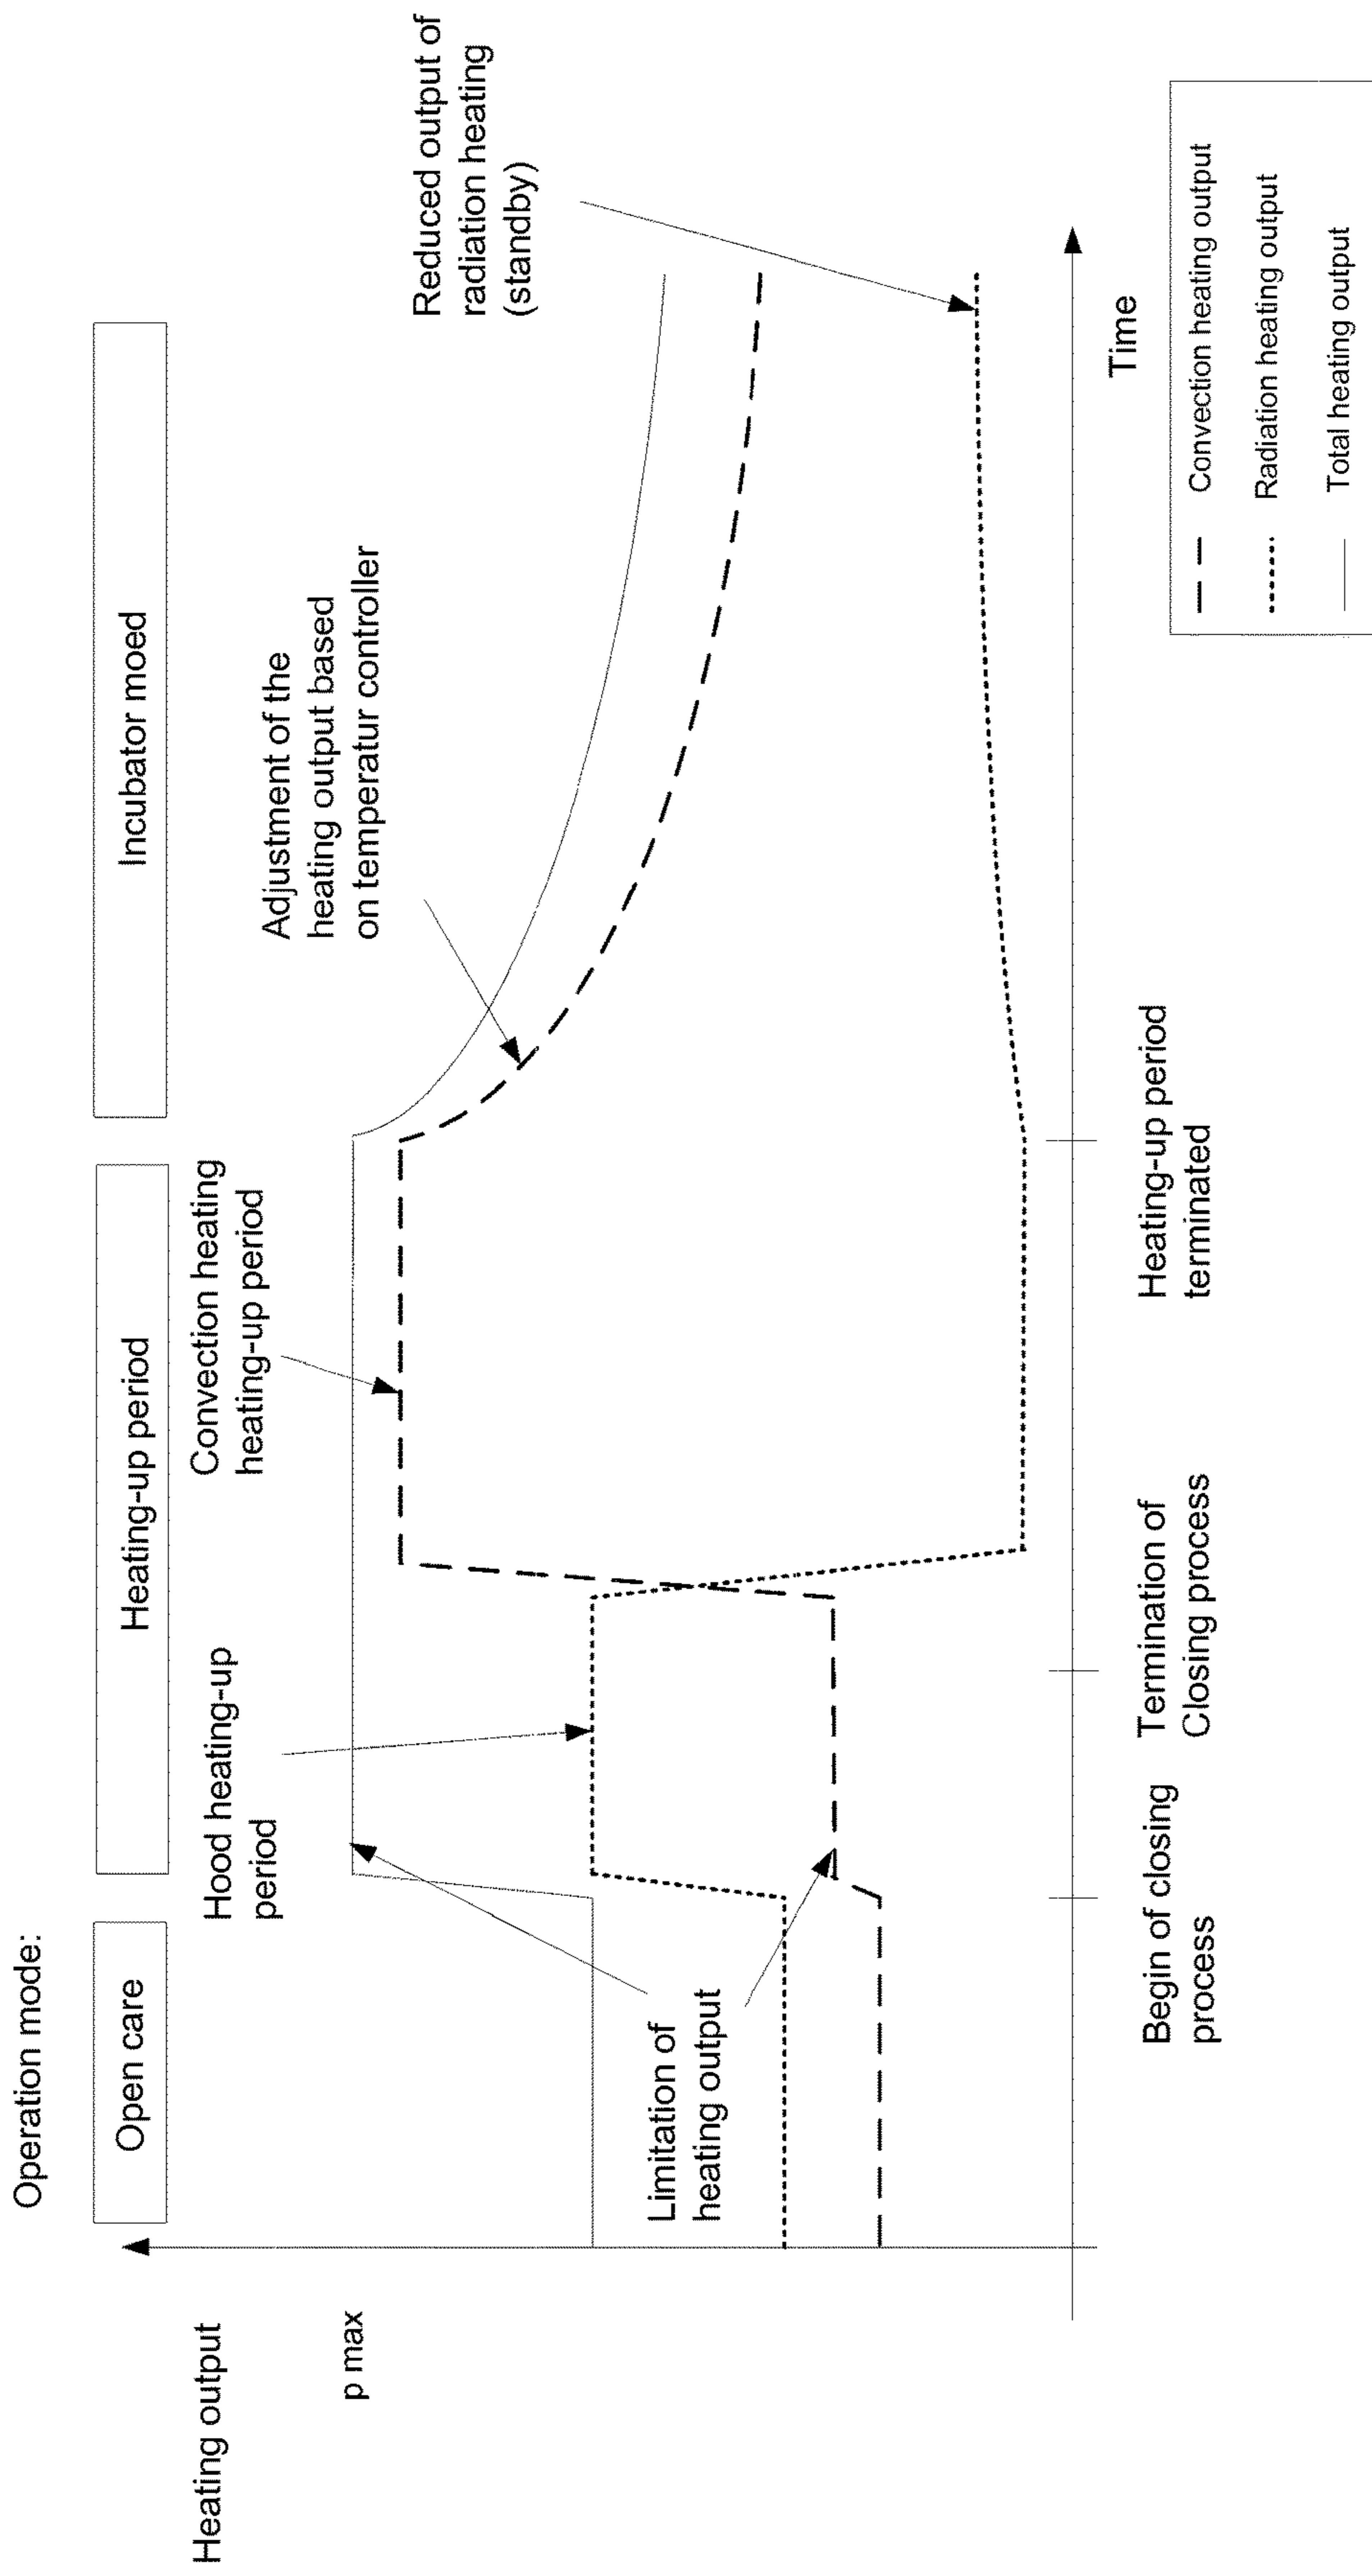 Operation mode:
Open care
Heating-up period
Incubator moed
Heating output
p max
Hood heating-up
period
Convection heating
heating-up period
Adjustment of the
heating output based
on temperatur controller
Reduced output of
radiation heating
(standby)
Limitation of
heating output
Begin of closing
process
Termination of
Closing process
Heating-up period
terminated
Time
Convection heating output
Radiation heating output
Total heating output